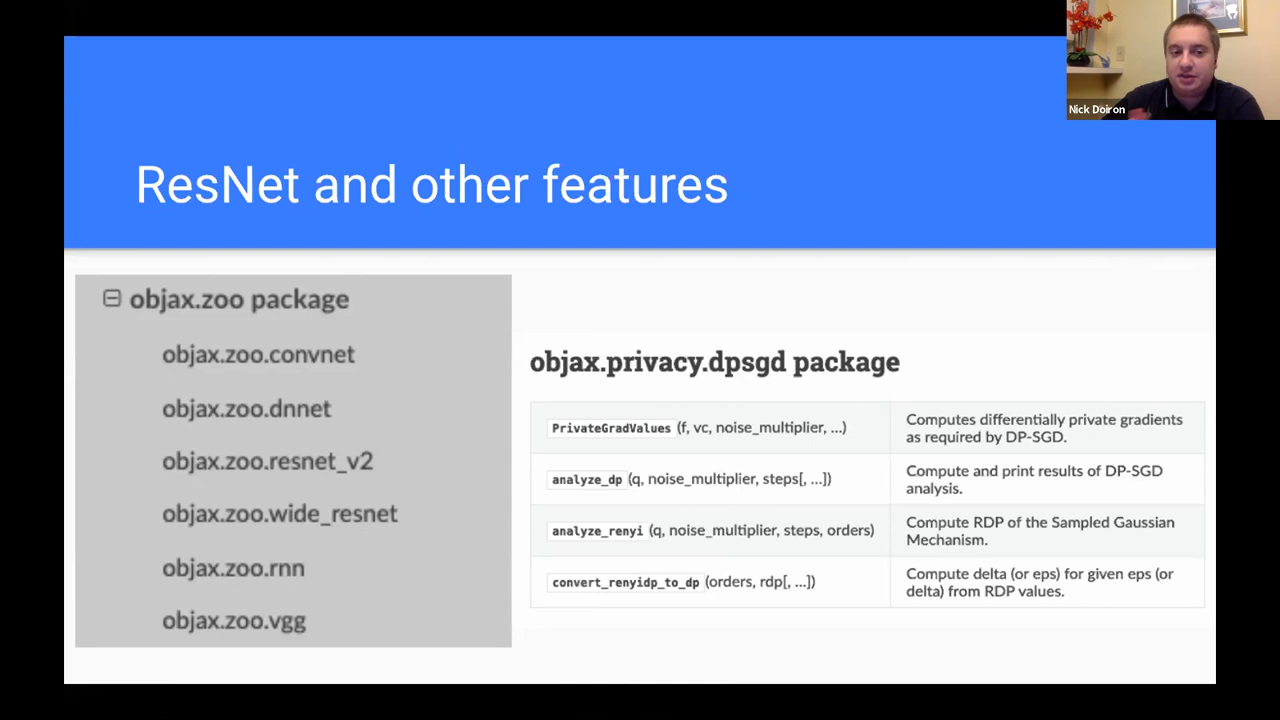 Nick Doiron
ResNet and other features
objax.zoo package
objax.zoo.convnet
objax.zoo.dnnet
objax.zoo.resnet_v2
objax.zoo.wide_resnet
objax.zoo.rnn
objax.zoo.vgg
objax.privacy.dpsgd package
PrivateGradValues (f, vc, noise_multiplier, ...)
Computes differentially private gradients
as required by DP-SGD.
analyze_dp (q, noise_multiplier, steps[, ...])
Compute and print results of DP-SGD
analysis.
analyze_renyi (q, noise_multiplier, steps, orders)
Compute RDP of the Sampled Gaussian
Mechanism.
convert_renyidp_to_dp (orders, rdp[, ...])
Compute delta (or eps) for given eps (or
delta) from RDP values.